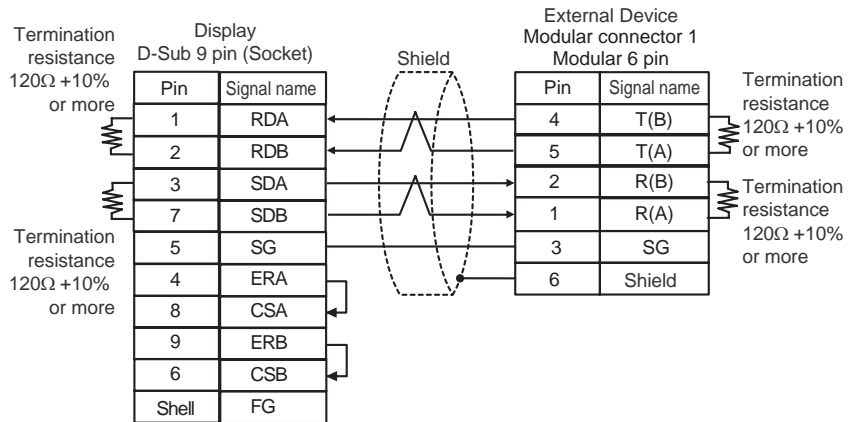 Termination
resistance
120Ω +10%
or more
Display
D-Sub 9 pin (Socket)
Shield
External Device
Modular connector 1
Modular 6 pin
Termination
resistance
120Ω +10%
or more
Pin Signal name
1 RDA
2 RDB
3 SDA
7 SDB
5 SG
4 ERA
8 CSA
9 ERB
6 CSB
Shell FG
Pin Signal name
4 T(B)
5 T(A)
2 R(B)
1 R(A)
3 SG
6 Shield
Termination
resistance
120Ω +10%
or more
Termination
resistance
120Ω +10%
or more